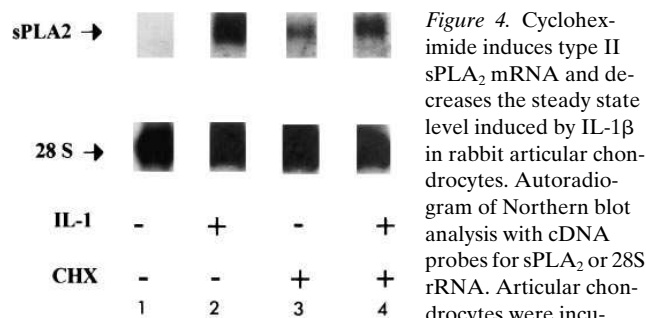 sPLA2 →
28 S →
IL-1 - + - +
CHX - - + +
1 2 3 4
Figure 4. Cyclohex-
imide induces type II
sPLA₂ mRNA and de-
creases the steady state
level induced by IL-1β
in rabbit articular chon-
drocytes. Autoradio-
gram of Northern blot
analysis with cDNA
probes for sPLA₂ or 28S
rRNA. Articular chon-
drocytes were incu-